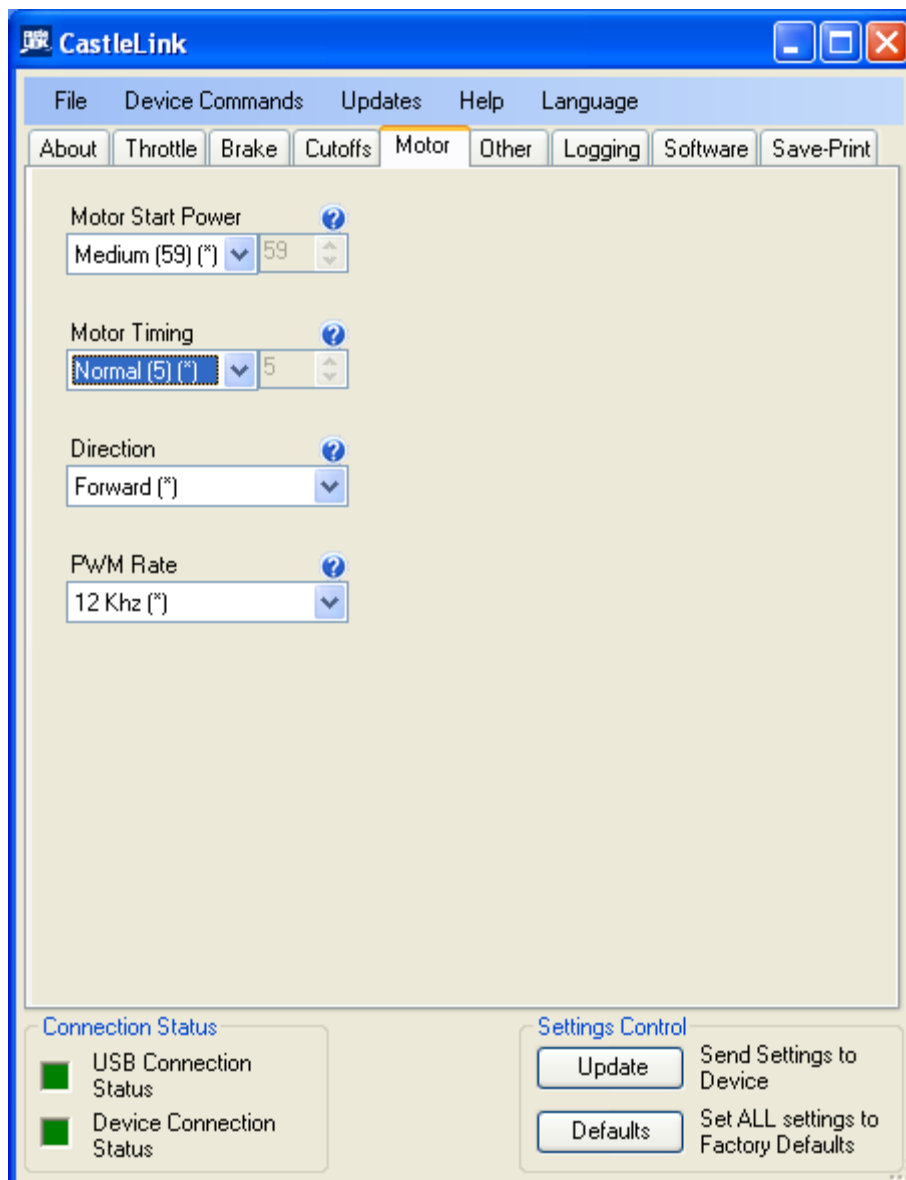 CastleLink
File Device Commands Updates Help Language
About Throttle Brake Cutoffs Motor Other Logging Software Save-Print
Motor Start Power
Medium (59) (*) 59
Motor Timing
Normal (5) (*) 5
Direction
Forward (*)
PWM Rate
12 Khz (*)
Connection Status
USB Connection
Status
Device Connection
Status
Settings Control
Update
Send Settings to
Device
Defaults
Set ALL settings to
Factory Defaults